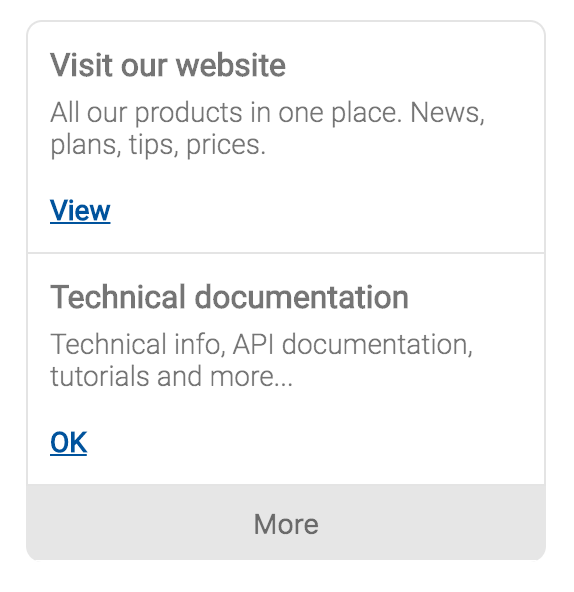 Visit our website
All our products in one place. News,
plans, tips, prices.
View
Technical documentation
Technical info, API documentation,
tutorials and more...
OK
More